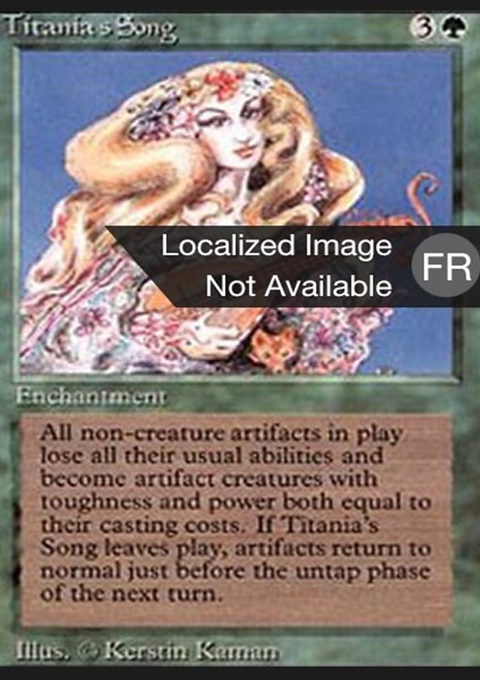 Titania's Song 3
Localized Image
Not Available
FR
Enchantment
All non-creature artifacts in play
lose all their usual abilities and
become artifact creatures with
toughness and power both equal to
their casting costs. If Titania's
Song leaves play, artifacts return to
normal just before the untap phase
of the next turn.
Illus. © Kerstin Kaman